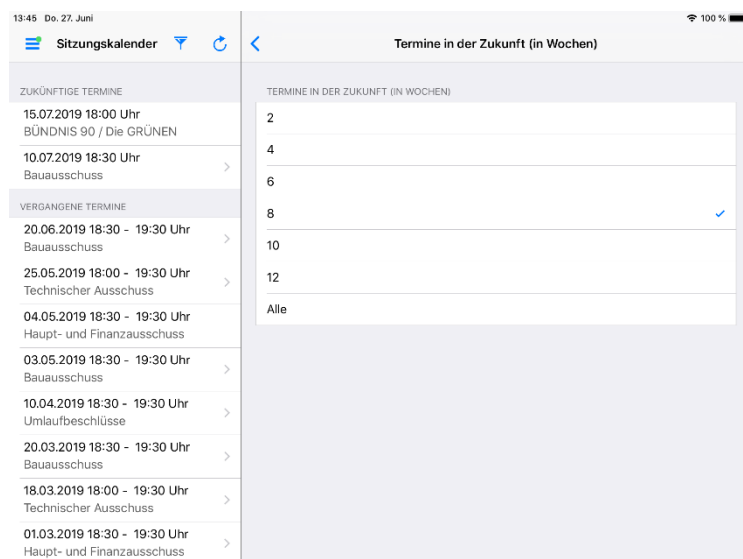 13:45 Do. 27. Juni
100 %
Sitzungskalender
Termine in der Zukunft (in Wochen)
ZUKÜNFTIGE TERMINE
15.07.2019 18:00 Uhr
BÜNDNIS 90 / Die GRÜNEN
10.07.2019 18:30 Uhr
Bauausschuss
VERGANGENE TERMINE
20.06.2019 18:30 - 19:30 Uhr
Bauausschuss
25.05.2019 18:00 - 19:30 Uhr
Technischer Ausschuss
04.05.2019 18:30 - 19:30 Uhr
Haupt- und Finanzausschuss
03.05.2019 18:30 - 19:30 Uhr
Bauausschuss
10.04.2019 18:30 - 19:30 Uhr
Umlaufbeschlüsse
20.03.2019 18:30 - 19:30 Uhr
Bauausschuss
18.03.2019 18:00 - 19:30 Uhr
Technischer Ausschuss
01.03.2019 18:30 - 19:30 Uhr
Haupt- und Finanzausschuss
TERMINE IN DER ZUKUNFT (IN WOCHEN)
2
4
6
8
10
12
Alle